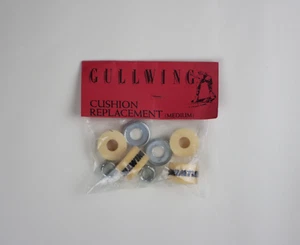 GULLWING
CUSHION
REPLACEMENT (MEDIUM)